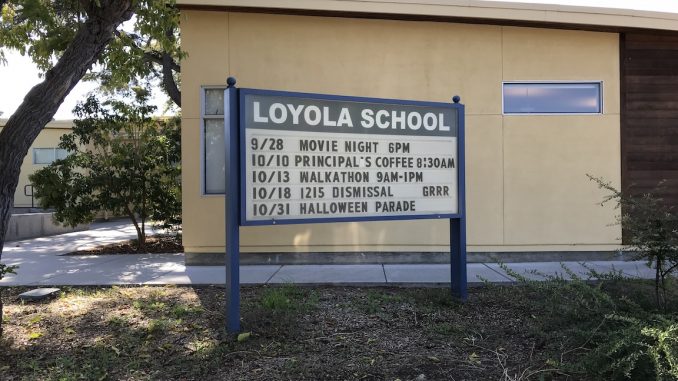 LOYOLA SCHOOL
9/28 MOVIE NIGHT 6PM
10/10 PRINCIPAL'S COFFEE 8:30AM
10/13 WALKATHON 9AM-1PM
10/18 1215 DISMISSAL GRRR
10/31 HALLOWEEN PARADE